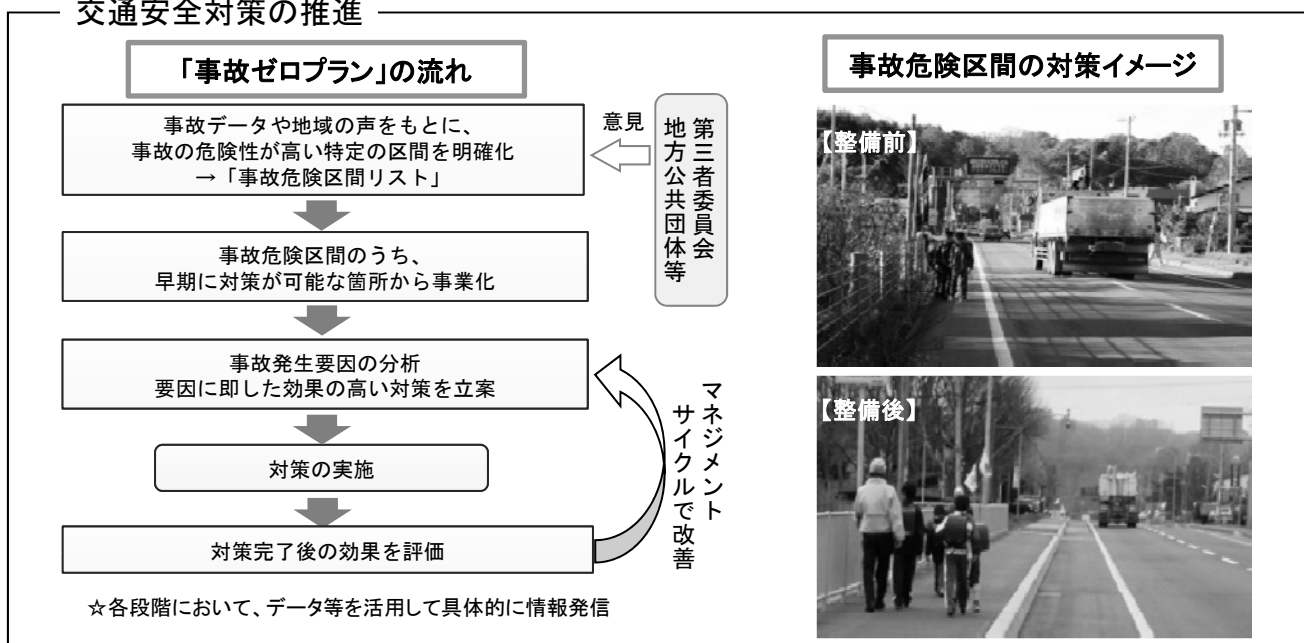 交通安全対策の推進
「事故ゼロプラン」の流れ
事故データや地域の声をもとに、
事故の危険性が高い特定の区間を明確化
→「事故危険区間リスト」
意見
第三者委員会
地方公共団体等
事故危険区間のうち、
早期に対策が可能な箇所から事業化
事故発生要因の分析
要因に即した効果の高い対策を立案
対策の実施
対策完了後の効果を評価
マネジメント
サイクルで改善
☆各段階において、データ等を活用して具体的に情報発信
事故危険区間の対策イメージ
【整備前】
【整備後】